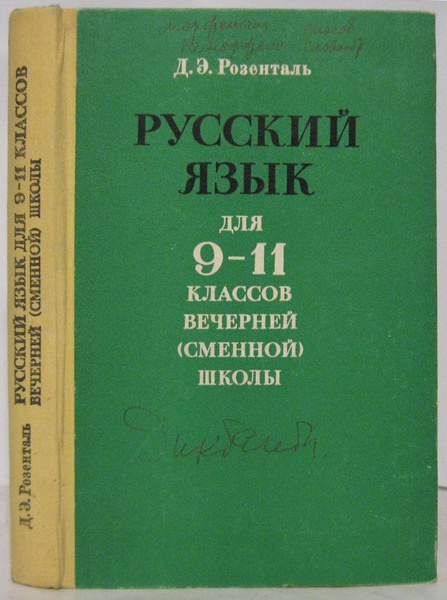 способ
Д. Э. Розенталь
РУССКИЙ
ЯЗЫК
ДЛЯ
9–11
КЛАССОВ
ВЕЧЕРНЕЙ
(СМЕННОЙ)
ШКОЛЫ
Д. Э. Розенталь РУССКИЙ ЯЗЫК ДЛЯ 9–11 КЛАССОВ
ВЕЧЕРНЕЙ (СМЕННОЙ) ШКОЛЫ